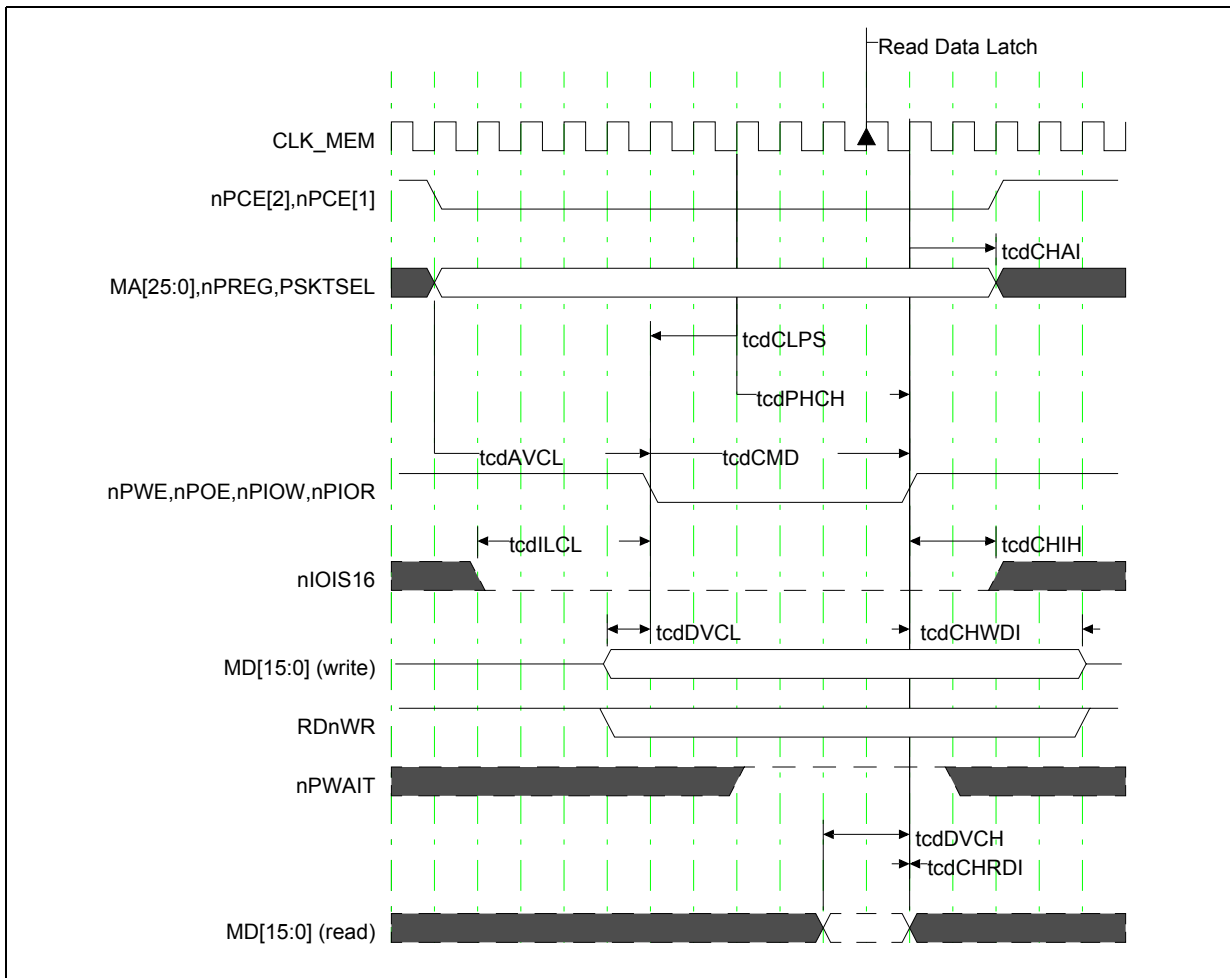 Read Data Latch
CLK_MEM
nPCE[2],nPCE[1]
tcdCHAI
MA[25:0],nPREG,PSKTSEL
tcdCLPS
tcdPHCH
tcdAVCL
tcdCMD
nPWE,nPOE,nPIOW,nPIOR
tcdILCL
tcdCHIH
nIOIS16
tcdDVCL
tcdCHWDI
MD[15:0] (write)
RDnWR
nPWAIT
tcdDVCH
tcdCHRDI
MD[15:0] (read)